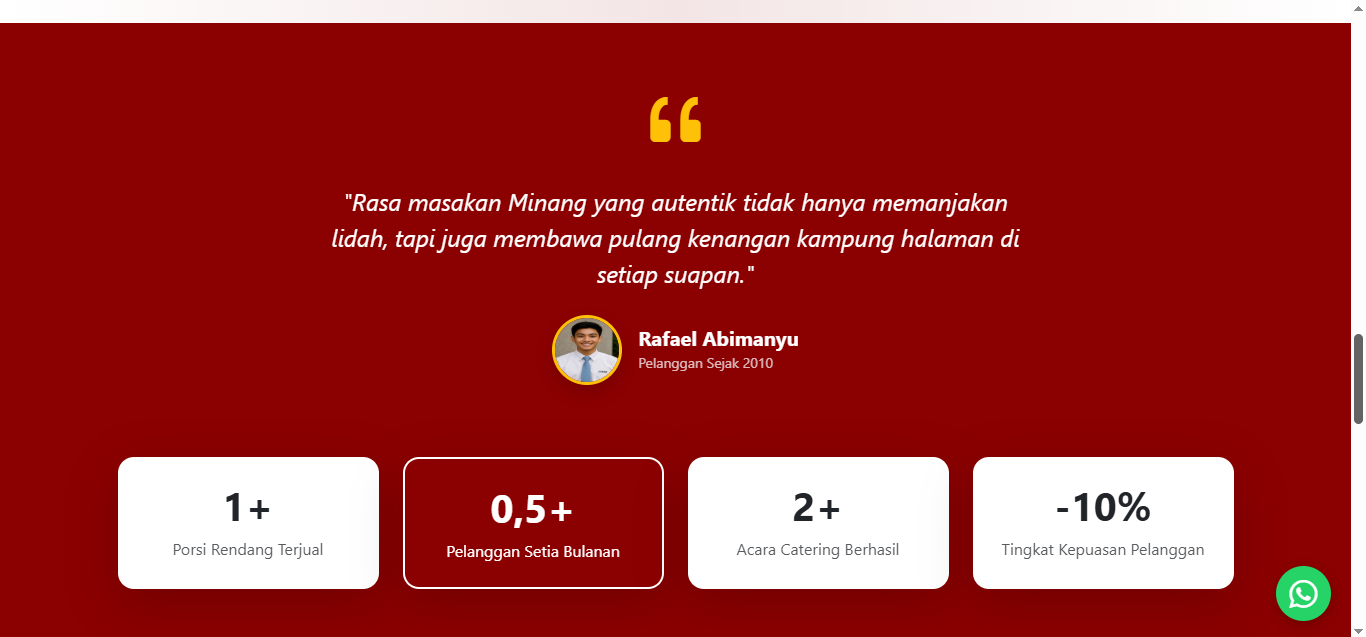 "Rasa masakan Minang yang autentik tidak hanya memanjakan
lidah, tapi juga membawa pulang kenangan kampung halaman di
setiap suapan."
Rafael Abimanyu
Pelanggan Sejak 2010
1+
Porsi Rendang Terjual
0,5+
Pelanggan Setia Bulanan
2+
Acara Catering Berhasil
-10%
Tingkat Kepuasan Pelanggan